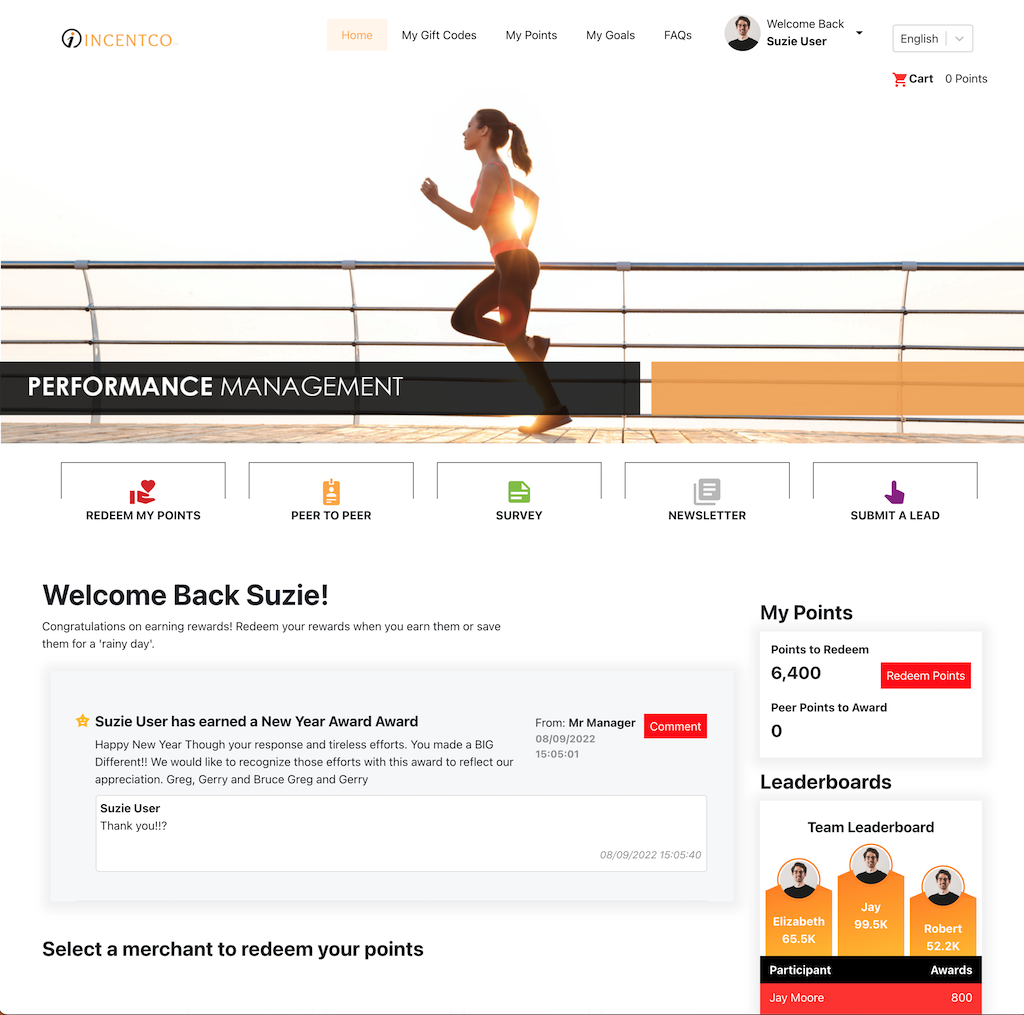 INCENTCO
Home
My Gift Codes
My Points
My Goals
FAQs
Welcome Back
Suzie User
English
Cart 0 Points
PERFORMANCE MANAGEMENT
REDEEM MY POINTS
PEER TO PEER
SURVEY
NEWSLETTER
SUBMIT A LEAD
Welcome Back Suzie!
Congratulations on earning rewards! Redeem your rewards when you earn them or save
them for a 'rainy day'.
Suzie User has earned a New Year Award Award
Happy New Year Though your response and tireless efforts. You made a BIG
Different!! We would like to recognize those efforts with this award to reflect our
appreciation. Greg, Gerry and Bruce Greg and Gerry
From: Mr Manager
08/09/2022
15:05:01
Comment
Suzie User
Thank you!!?
08/09/2022 15:05:40
Select a merchant to redeem your points
My Points
Points to Redeem
6,400
Redeem Points
Peer Points to Award
0
Leaderboards
Team Leaderboard
Elizabeth
65.5K
Jay
99.5K
Robert
52.2K
Participant Awards
Jay Moore 800